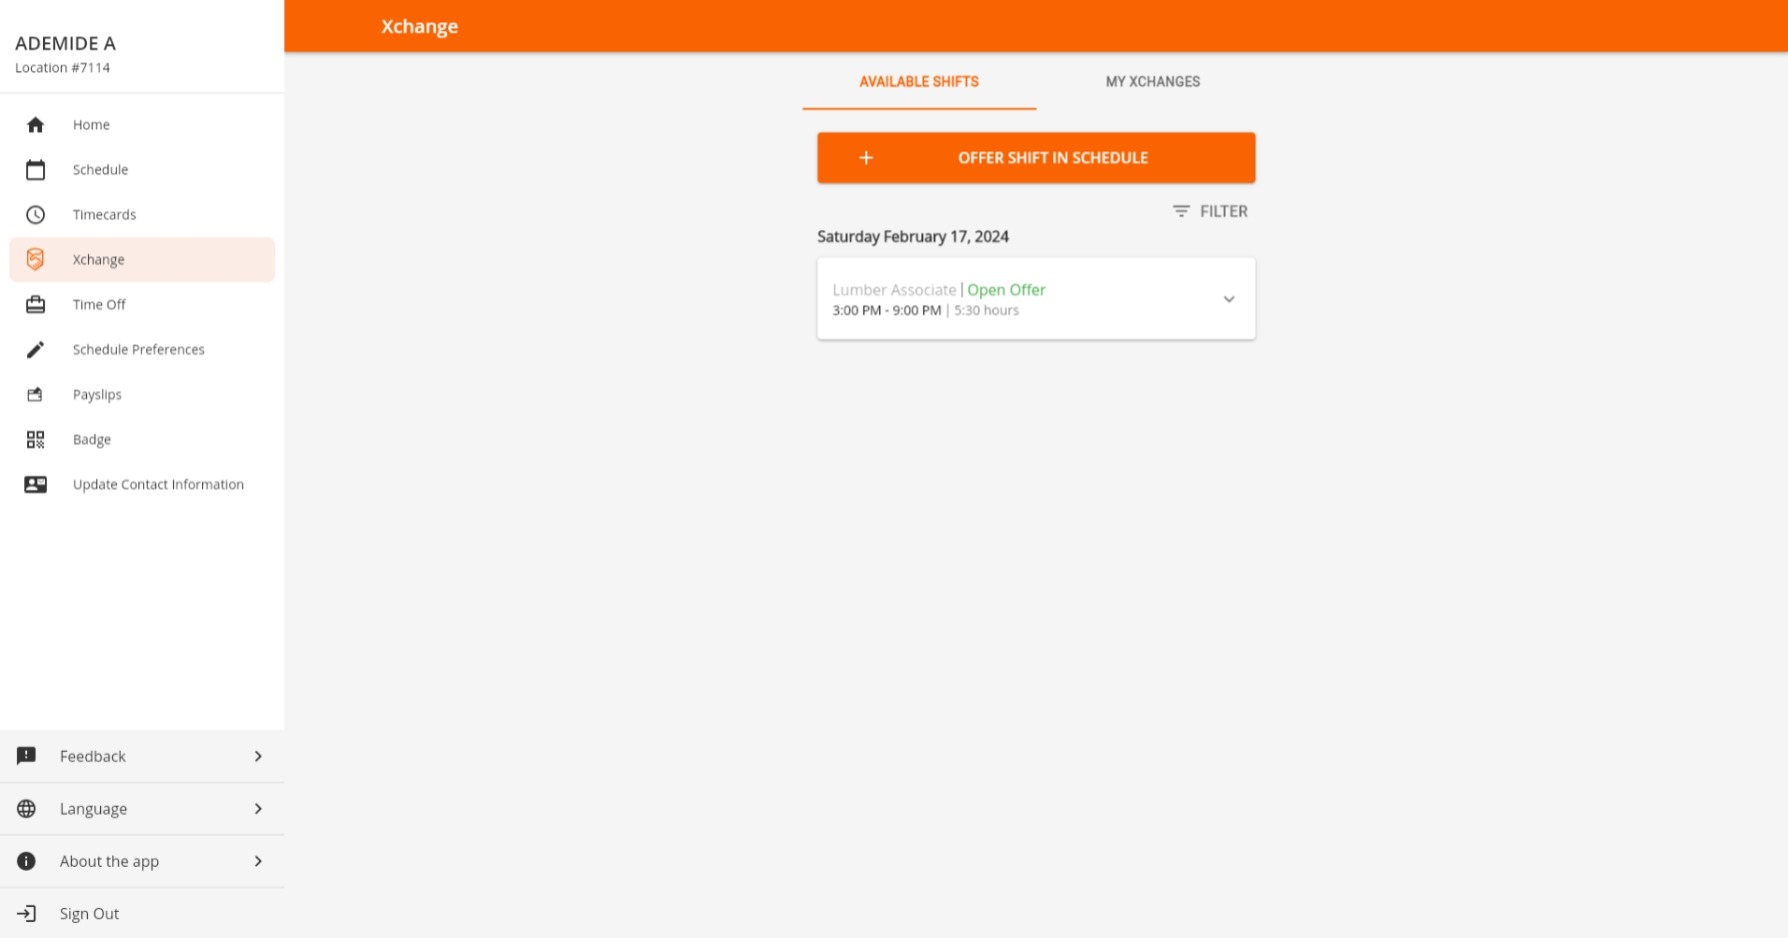 ADEMIDE A
Location #7114
Home
Schedule
Timecards
Xchange
Time Off
Schedule Preferences
Payslips
Badge
Update Contact Information
Feedback
Language
About the app
Sign Out
Xchange
AVAILABLE SHIFTS
MY XCHANGES
OFFER SHIFT IN SCHEDULE
FILTER
Saturday February 17, 2024
Lumber Associate | Open Offer
3:00 PM - 9:00 PM | 5:30 hours